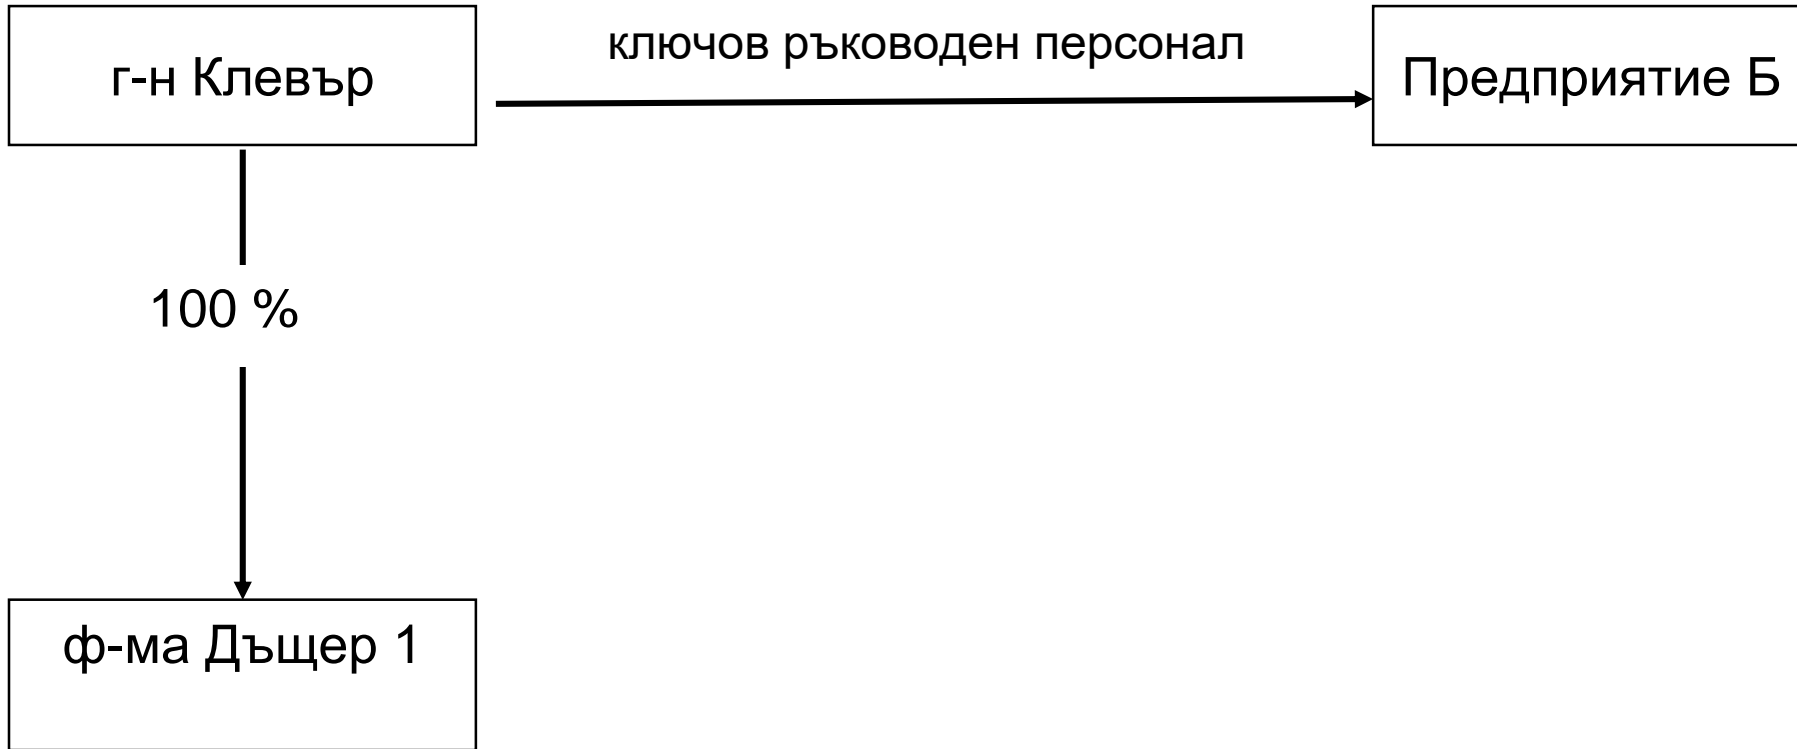 г-н Клевър
ключов ръководен персонал
Предприятие Б
100 %
ф-ма Дъщер 1